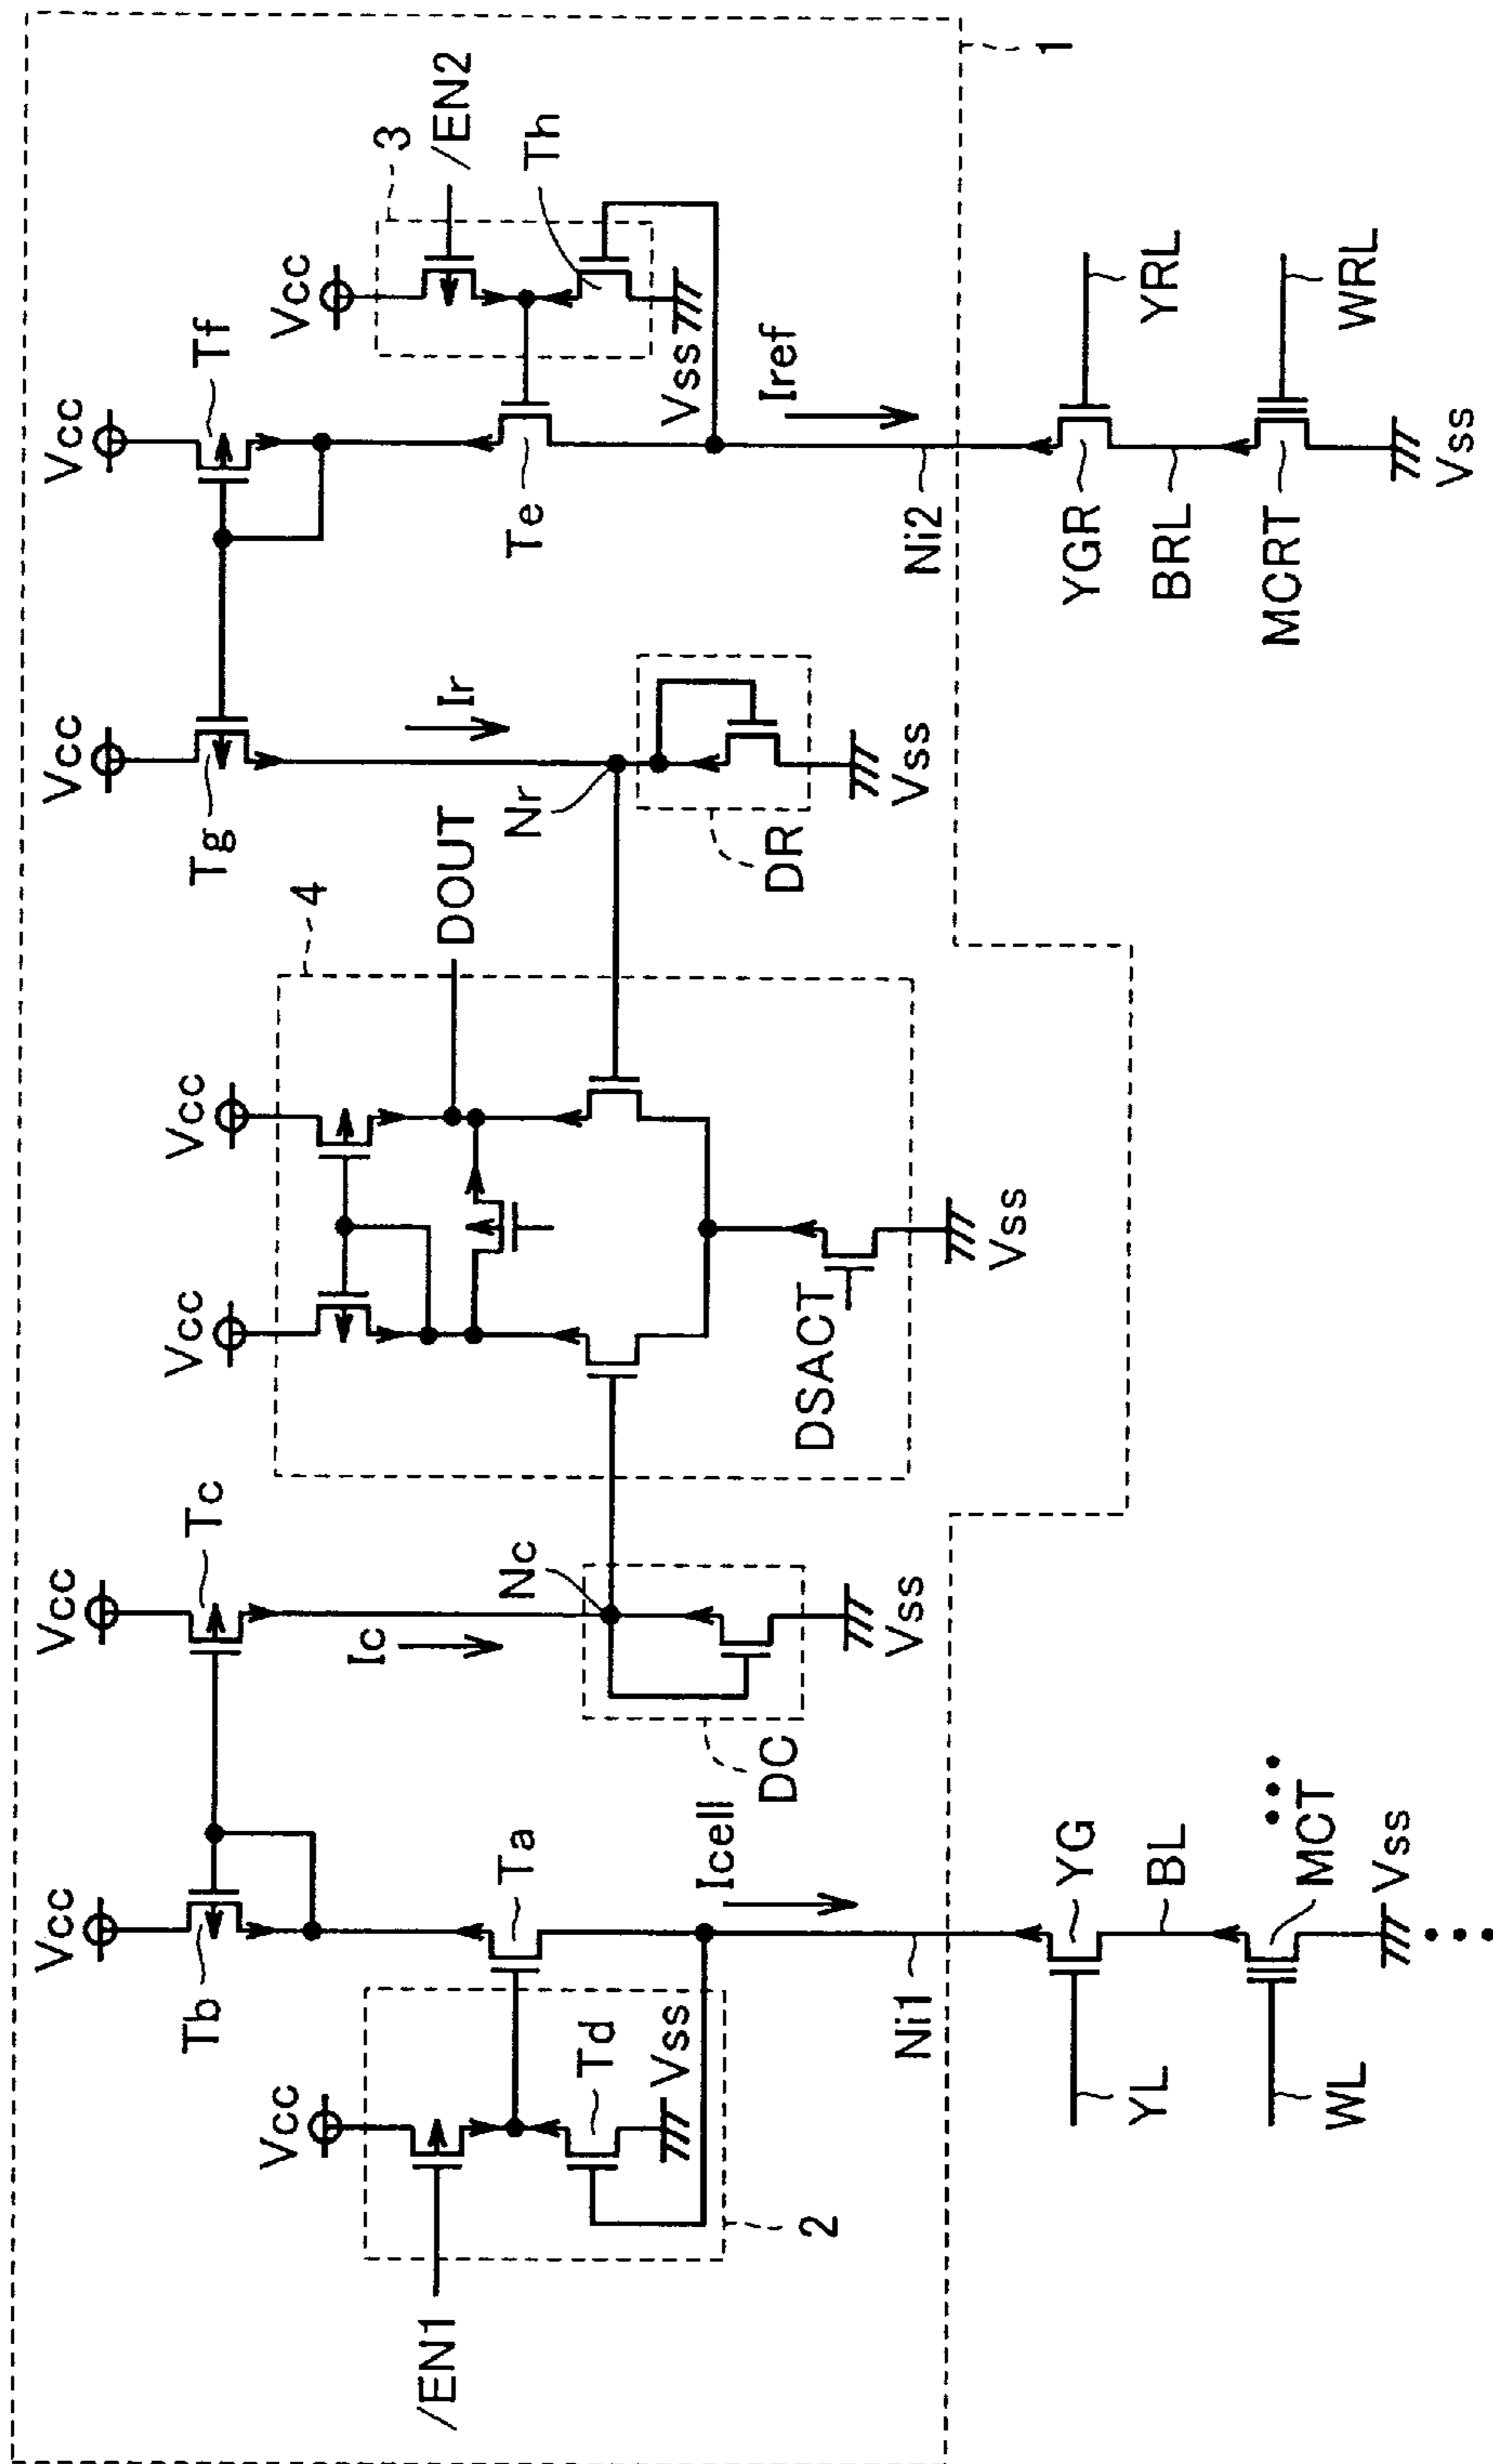 Vcc
Vcc
Vcc
Vcc
Tb
Tc
Tg
Tf
Vcc
Vcc
Vcc
Vcc
/EN1
4
DOUT
3
/EN2
Ta
Te
Th
Td
Vss
Ic
Ir
Vss
Nc
Nr
2
Icell
Iref
DC
Vss
DSACT
Vss
DR
Vss
Ni1
Ni2
1
YL
YG
BL
YGR
YRL
BRL
WL
MCT
Vss
MCRT
WRL
Vss